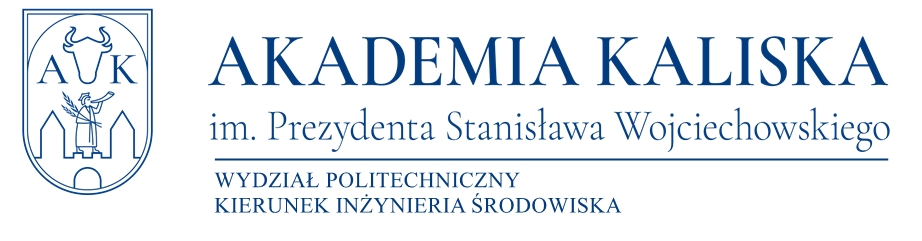 A K
AKADEMIA KALISKA
im. Prezydenta Stanisława Wojciechowskiego
WYDZIAŁ POLITECHNICZNY
KIERUNEK INŻYNIERIA ŚRODOWISKA